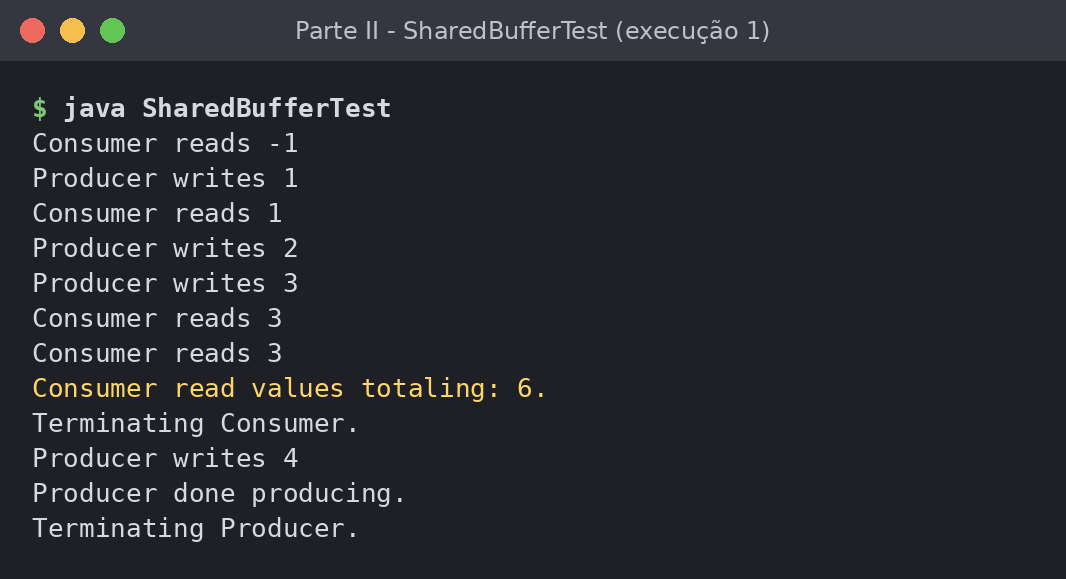 Parte II - SharedBufferTest (execução 1)
$ java SharedBufferTest
Consumer reads -1
Producer writes 1
Consumer reads 1
Producer writes 2
Producer writes 3
Consumer reads 3
Consumer reads 3
Consumer read values totaling: 6.
Terminating Consumer.
Producer writes 4
Producer done producing.
Terminating Producer.